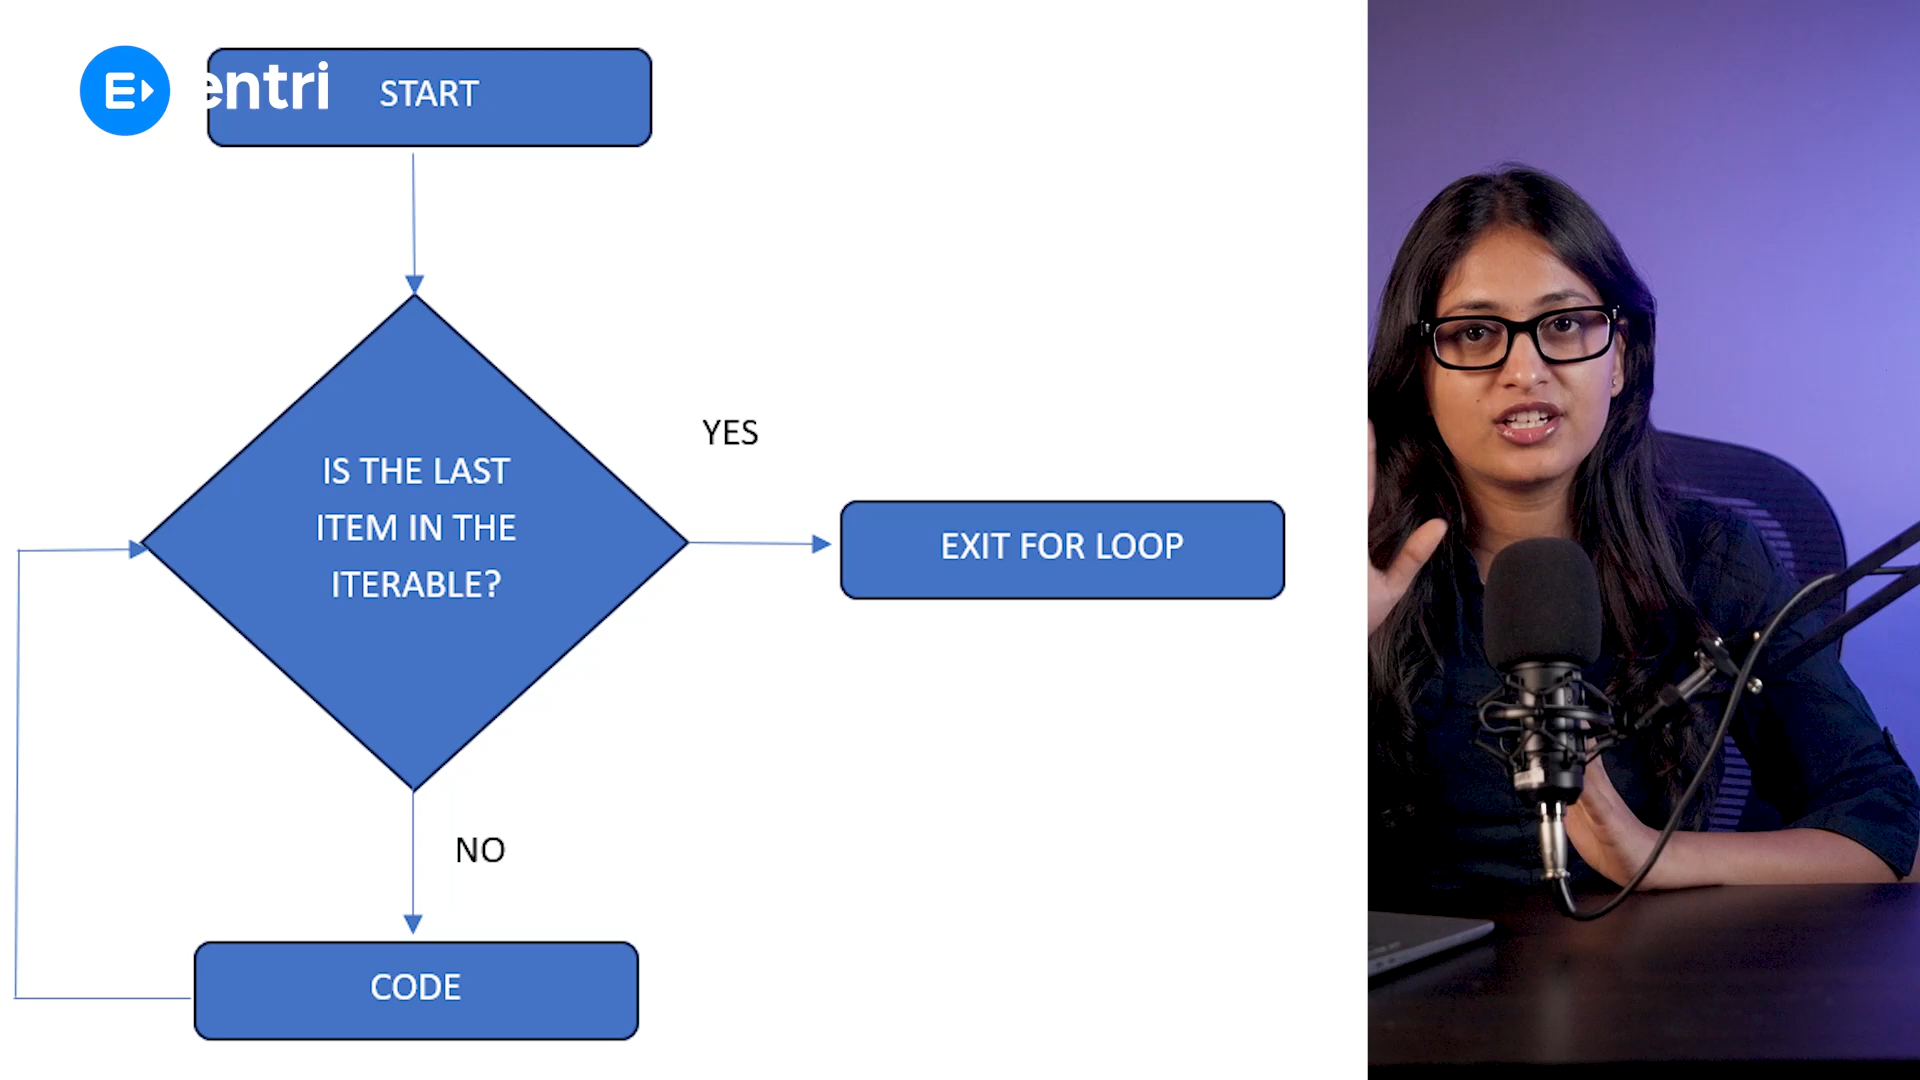 E
entri
START
YES
IS THE LAST
ITEM IN THE
ITERABLE?
EXIT FOR LOOP
NO
CODE